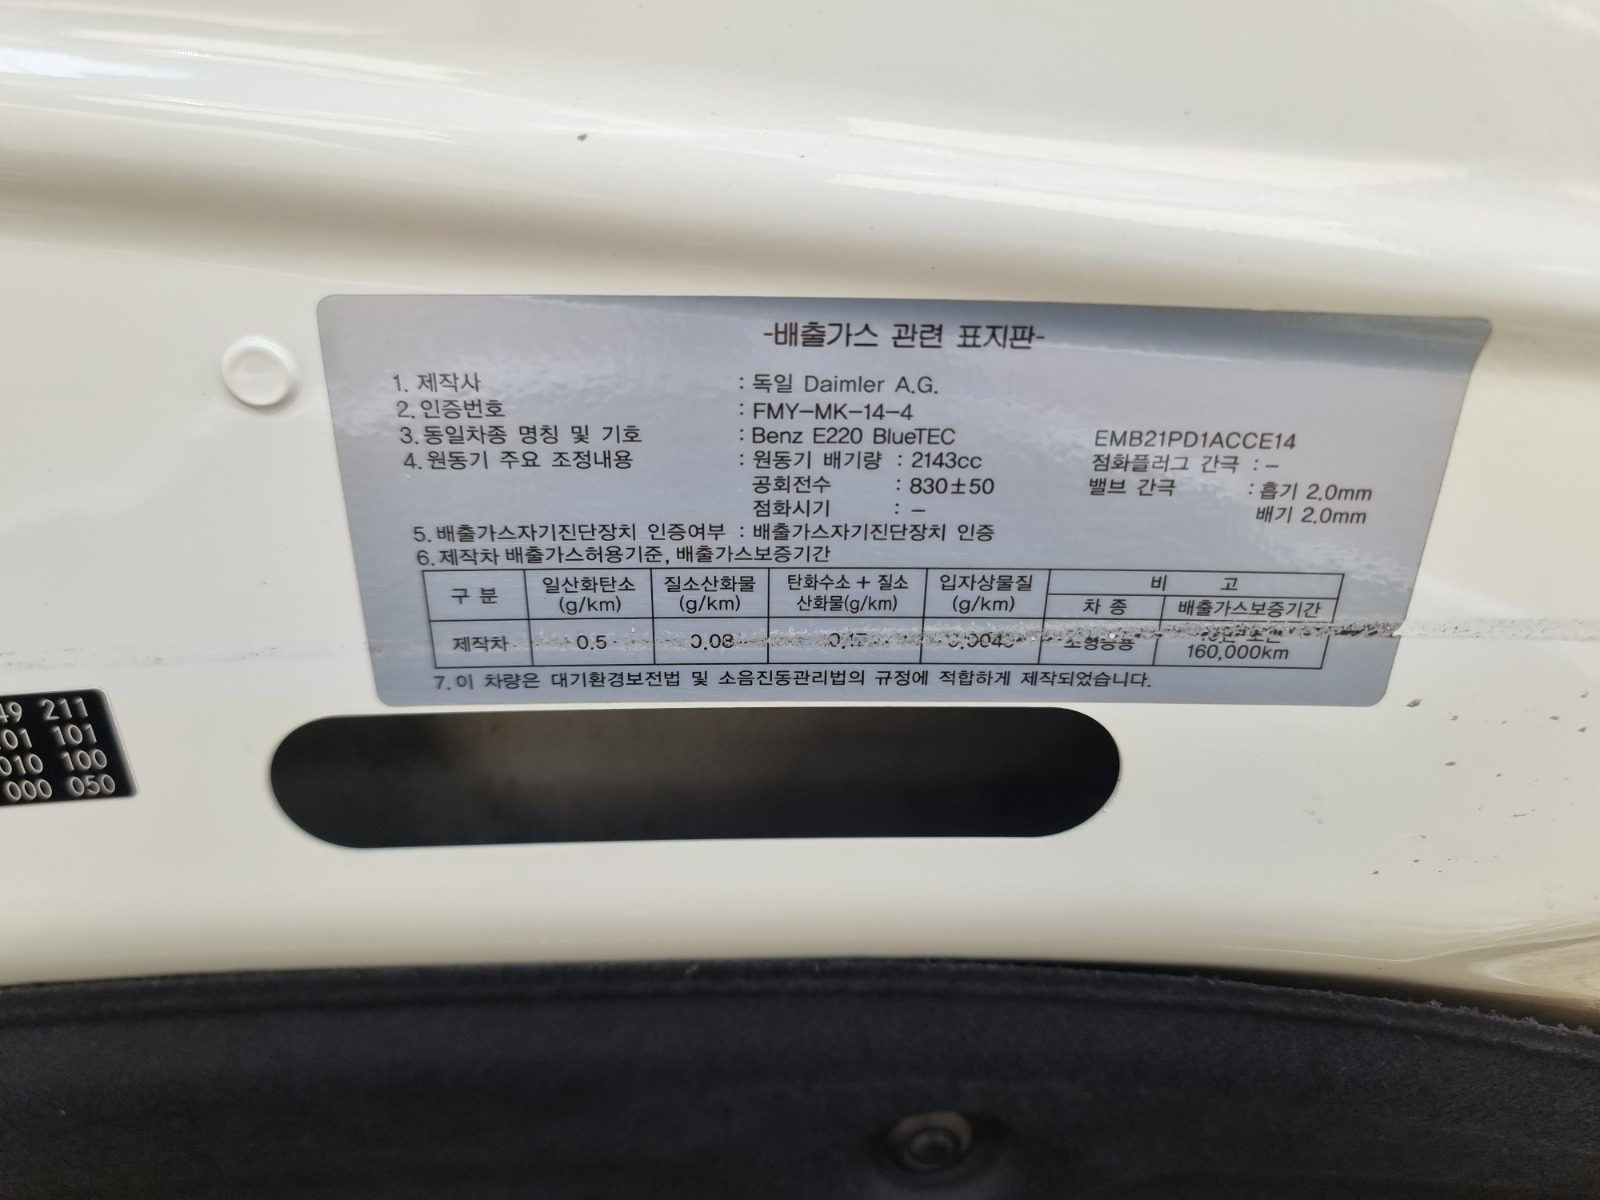 -배출가스 관련 표지판-
1. 제작사 : 독일 Daimler A.G.
2. 인증번호 : FMY-MK-14-4
3. 동일차종 명칭 및 기호 : Benz E220 BlueTEC EMB21PD1ACCE14
4. 원동기 주요 조정내용 : 원동기 배기량 : 2143cc 점화플러그 간극 : -
공회전수 : 830±50 밸브 간극 : 흡기 2.0mm
점화시기 : - 배기 2.0mm
5. 배출가스자기진단장치 인증여부 : 배출가스자기진단장치 인증
6. 제작차 배출가스허용기준, 배출가스보증기간
구 분 일산화탄소 (g/km) 질소산화물 (g/km) 탄화수소 + 질소산화물(g/km) 입자상물질 (g/km) 비 고
차 종 배출가스보증기간
제작차 0.5 0.08
160,000km
7. 이 차량은 대기환경보전법 및 소음진동관리법의 규정에 적합하게 제작되었습니다.
211
101
010 100
000 050